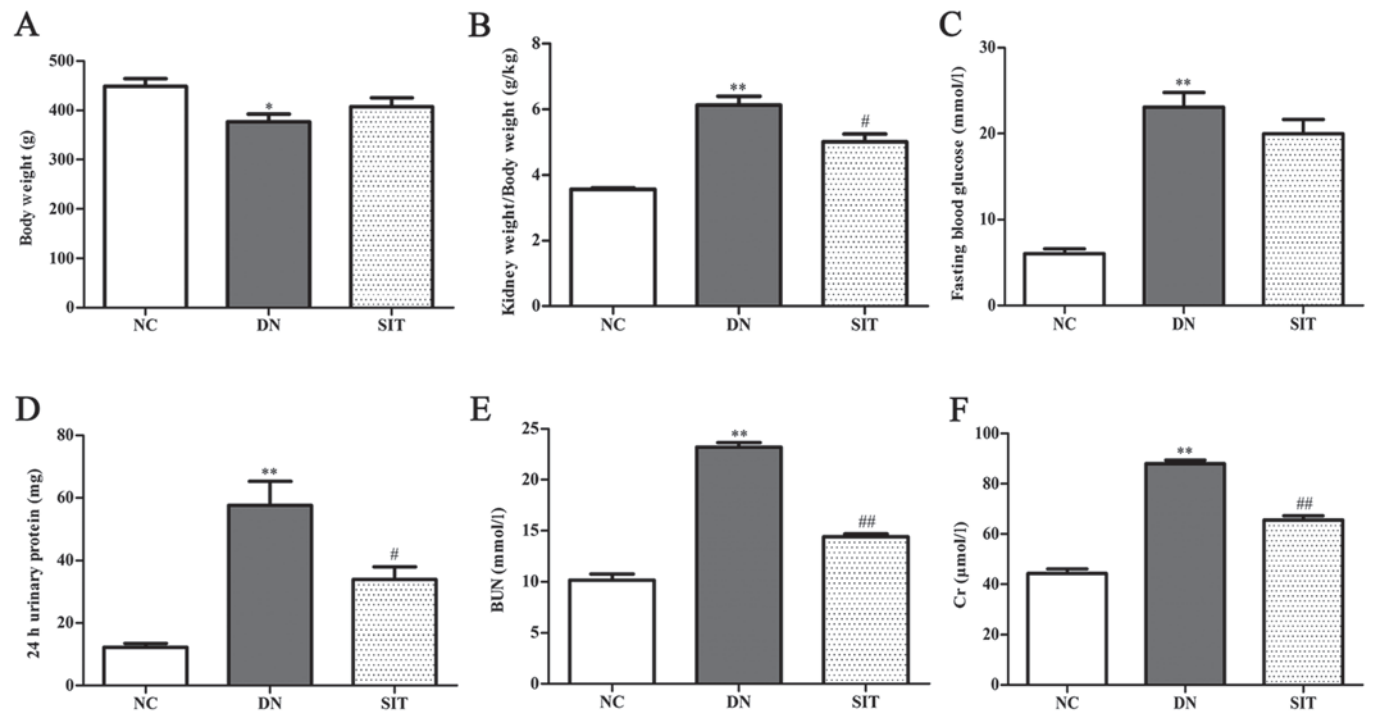 A
Body weight (g)
500
400
300
200
100
0
*
NC DN SIT
B
Kidney weight/Body weight (g/kg)
8
6
4
2
0
**
#
NC DN SIT
C
Fasting blood glucose (mmol/l)
30
20
10
0
**
NC DN SIT
D
24 h urinary protein (mg)
80
60
40
20
0
**
#
NC DN SIT
E
BUN (mmol/l)
25
20
15
10
5
0
**
##
NC DN SIT
F
Cr (µmol/l)
100
80
60
40
20
0
**
##
NC DN SIT